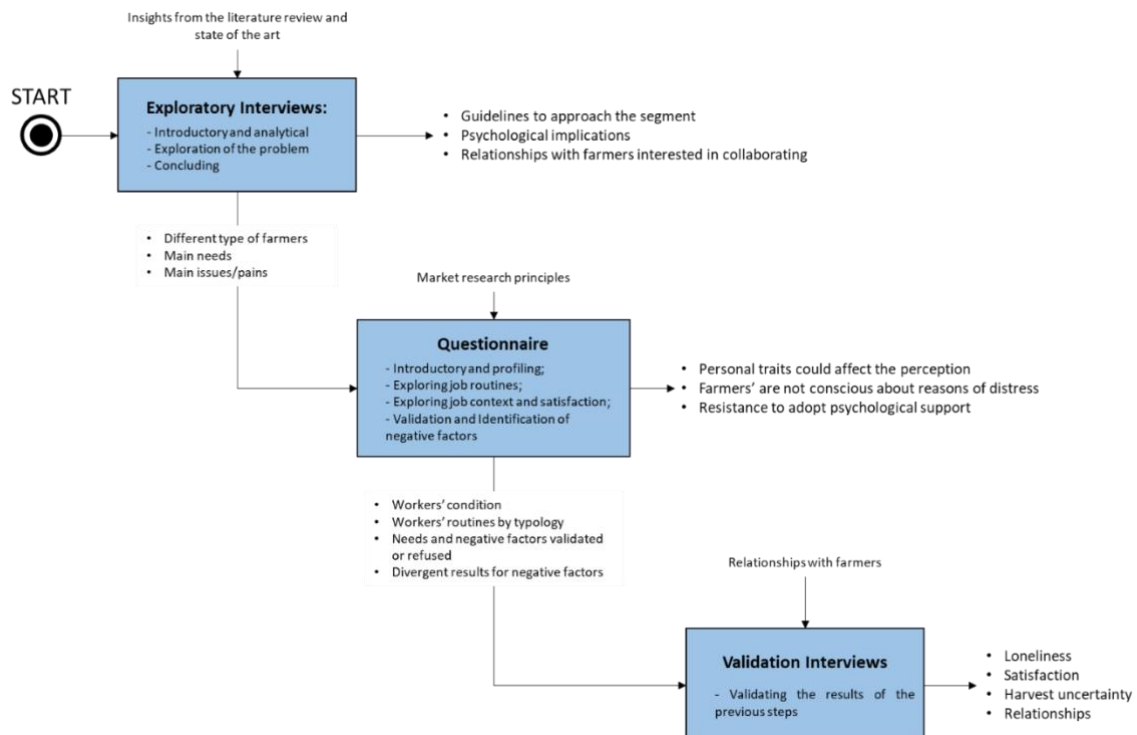 Insights from the literature review and
state of the art
START
Exploratory Interviews:
- Introductory and analytical
- Exploration of the problem
- Concluding
• Guidelines to approach the segment
• Psychological implications
• Relationships with farmers interested in collaborating
• Different type of farmers
• Main needs
• Main issues/pains
Market research principles
Questionnaire
- Introductory and profiling;
- Exploring job routines;
- Exploring job context and satisfaction;
- Validation and Identification of
negative factors
• Personal traits could affect the perception
• Farmers' are not conscious about reasons of distress
• Resistance to adopt psychological support
• Workers' condition
• Workers' routines by typology
• Needs and negative factors validated
or refused
• Divergent results for negative factors
Relationships with farmers
Validation Interviews
- Validating the results of the
previous steps
• Loneliness
• Satisfaction
• Harvest uncertainty
• Relationships